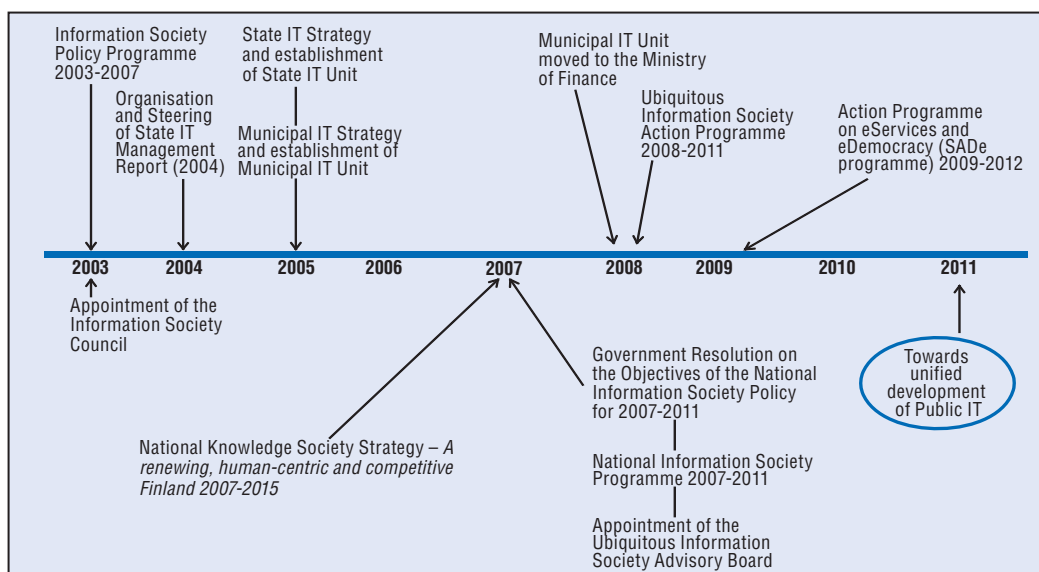 Information Society
Policy Programme
2003-2007
Organisation
and Steering
of State IT
Management
Report (2004)
State IT Strategy
and establishment
of State IT Unit
Municipal IT Strategy
and establishment of
Municipal IT Unit
Municipal IT Unit
moved to the Ministry
of Finance
Ubiquitous
Information Society
Action Programme
2008-2011
Action Programme
on eServices and
eDemocracy (SADe
programme) 2009-2012
2003 2004 2005 2006 2007 2008 2009 2010 2011
Appointment of the
Information Society
Council
National Knowledge Society Strategy – A
renewing, human-centric and competitive
Finland 2007-2015
Government Resolution on
the Objectives of the National
Information Society Policy
for 2007-2011
National Information Society
Programme 2007-2011
Appointment of the
Ubiquitous Information
Society Advisory Board
Towards
unified
development
of Public IT